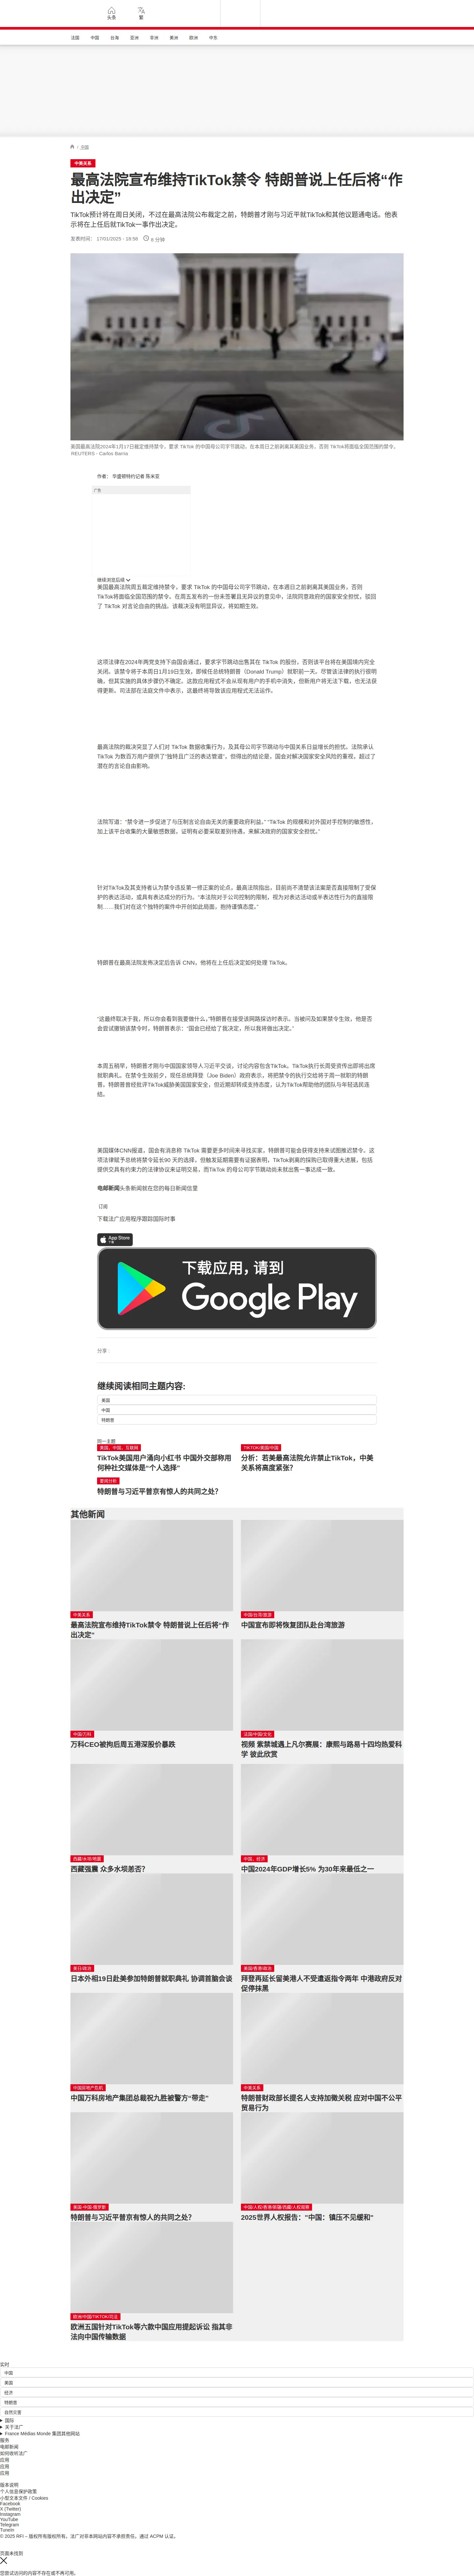 头条
繁
法国
中国
台海
亚洲
非洲
美洲
欧洲
中东
/ 中国
中美关系
最高法院宣布维持TikTok禁令 特朗普说上任后将“作
出决定”
TikTok预计将在周日关闭，不过在最高法院公布裁定之前，特朗普才刚与习近平就TikTok和其他议题通电话。他表
示将在上任后就TikTok一事作出决定。
发表时间： 17/01/2025 - 18:56
6 分钟
美国最高法院2024年1月17日裁定维持禁令，要求 TikTok 的中国母公司字节跳动，在本周日之前剥离其美国业务，否则 TikTok将面临全国范围的禁令。
REUTERS - Carlos Barria
作者： 华盛顿特约记者 陈米亚
广告
继续浏览后续
美国最高法院周五裁定维持禁令，要求 TikTok 的中国母公司字节跳动，在本週日之前剥离其美国业务，否则
TikTok将面临全国范围的禁令。在周五发布的一份未签署且无异议的意见中，法院同意政府的国家安全担忧，驳回
了 TikTok 对言论自由的挑战。该裁决没有明显异议，将如期生效。
这项法律在2024年两党支持下由国会通过，要求字节跳动出售其在 TikTok 的股份，否则该平台将在美国境内完全
关闭。该禁令将于本周日1月19日生效，即候任总统特朗普（Donald Trump）就职前一天。尽管该法律的执行很明
确，但其实施的具体步骤仍不确定。这款应用程式不会从现有用户的手机中消失，但新用户将无法下载，也无法获
得更新。司法部在法庭文件中表示，这最终将导致该应用程式无法运作。
最高法院的裁决突显了人们对 TikTok 数据收集行为，及其母公司字节跳动与中国关系日益增长的担忧。法院承认
TikTok 为数百万用户提供了“独特且广泛的表达管道”，但得出的结论是，国会对解决国家安全风险的重视，超过了
潜在的言论自由影响。
法院写道：“禁令进一步促进了与压制言论自由无关的重要政府利益。” “TikTok 的规模和对外国对手控制的敏感性，
加上该平台收集的大量敏感数据，证明有必要采取差别待遇，来解决政府的国家安全担忧。”
针对TikTok及其支持者认为禁令违反第一修正案的论点，最高法院指出，目前尚不清楚该法案是否直接限制了受保
护的表达活动，或具有表达成分的行为。“本法院对于公司控制的限制，视为对表达活动或半表达性行为的直接限
制……我们对在这个独特的案件中开创如此局面，抱持谨慎态度。”
特朗普在最高法院发佈决定后告诉 CNN，他将在上任后决定如何处理 TikTok。
“这最终取决于我，所以你会看到我要做什么，”特朗普在接受该网路採访时表示。当被问及如果禁令生效，他是否
会尝试撤销该禁令时，特朗普表示：“国会已经给了我决定，所以我将做出决定。”
本周五稍早，特朗普才刚与中国国家领导人习近平交谈，讨论内容包含TikTok。TikTok执行长周受资传出即将出席
就职典礼。在禁令生效前夕，现任总统拜登（Joe Biden）政府表示，将把禁令的执行交给将于周一就职的特朗
普。特朗普曾经批评TikTok威胁美国国家安全，但近期却转成支持态度，认为TikTok帮助他的团队与年轻选民连
结。
美国媒体CNN报道，国会有消息称 TikTok 需要更多时间来寻找买家，特朗普可能会获得支持来试图推迟禁令。这
项法律赋予总统将禁令延长90 天的选择，但触发延期需要有证据表明，TikTok剥离的採购已取得重大进展，包括
提供交易具有约束力的法律协议来证明交易。而TikTok 的母公司字节跳动尚未就出售一事达成一致。
电邮新闻头条新闻就在您的每日新闻信里
订阅
下载法广应用程序跟踪国际时事
App Store
下载应用，请到
Google Play
分享 :
继续阅读相同主题内容:
美国
中国
特朗普
同一主题
美国，中国，互联网
TikTok美国用户涌向小红书 中国外交部称用
何种社交媒体是“个人选择”
TIKTOK/美国/中国
分析：若美最高法院允许禁止TikTok，中美
关系将高度紧张？
要闻分析
特朗普与习近平普京有惊人的共同之处?
其他新闻
中美关系
最高法院宣布维持TikTok禁令 特朗普说上任后将“作
出决定”
中国/台湾/旅游
中国宣布即将恢复团队赴台湾旅游
中国/万科
万科CEO被拘后周五港深股价暴跌
法国/中国/文化
视频 紫禁城遇上凡尔赛展：康熙与路易十四均热爱科
学 彼此欣赏
西藏/水坝/地震
西藏强震 众多水坝恙否？
中国、经济
中国2024年GDP增长5% 为30年来最低之一
美日/政治
日本外相19日赴美参加特朗普就职典礼 协调首脑会谈
美国/香港/政治
拜登再延长留美港人不受遣返指令两年 中港政府反对
促停抹黑
中国房地产危机
中国万科房地产集团总裁祝九胜被警方“带走”
中美关系
特朗普财政部长提名人支持加徵关税 应对中国不公平
贸易行为
美国-中国-俄罗斯
特朗普与习近平普京有惊人的共同之处?
中国/人权/香港/新疆/西藏/人权观察
2025世界人权报告："中国：镇压不见缓和"
欧洲/中国/TIKTOK/司法
欧洲五国针对TikTok等六款中国应用提起诉讼 指其非
法向中国传输数据
实时
中国
美国
经济
特朗普
自然灾害
国际
关于法广
France Médias Monde 集团其他网站
服务
电邮新闻
如何收听法广
应用
应用
应用
版本说明
个人信息保护政策
小型文本文件 / Cookies
Facebook
X (Twitter)
Instagram
YouTube
Telegram
TuneIn
© 2025 RFI – 版权所有版权所有。法广对非本网站内容不承担责任。通过 ACPM 认证。
页面未找到
您尝试访问的内容不存在或不再可用。